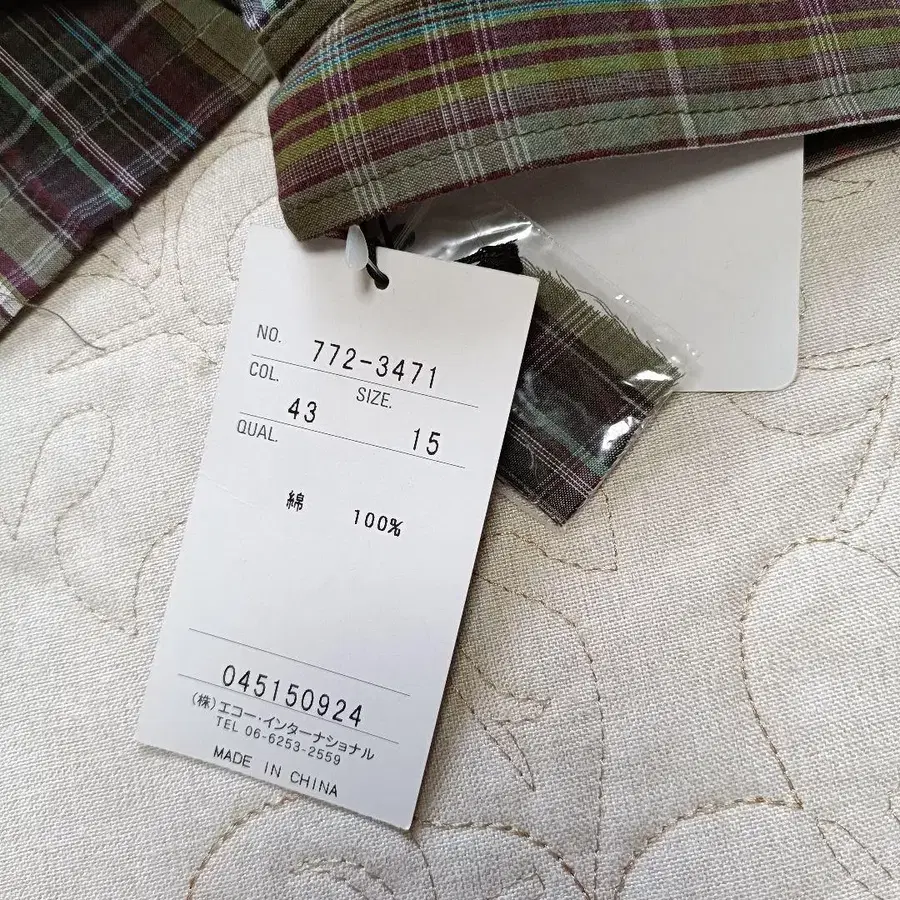 NO. 772-3471
COL. SIZE.
43 15
QUAL.
綿 100%
045150924
(株)エコー・インターナショナル
TEL 06-6253-2559
MADE IN CHINA